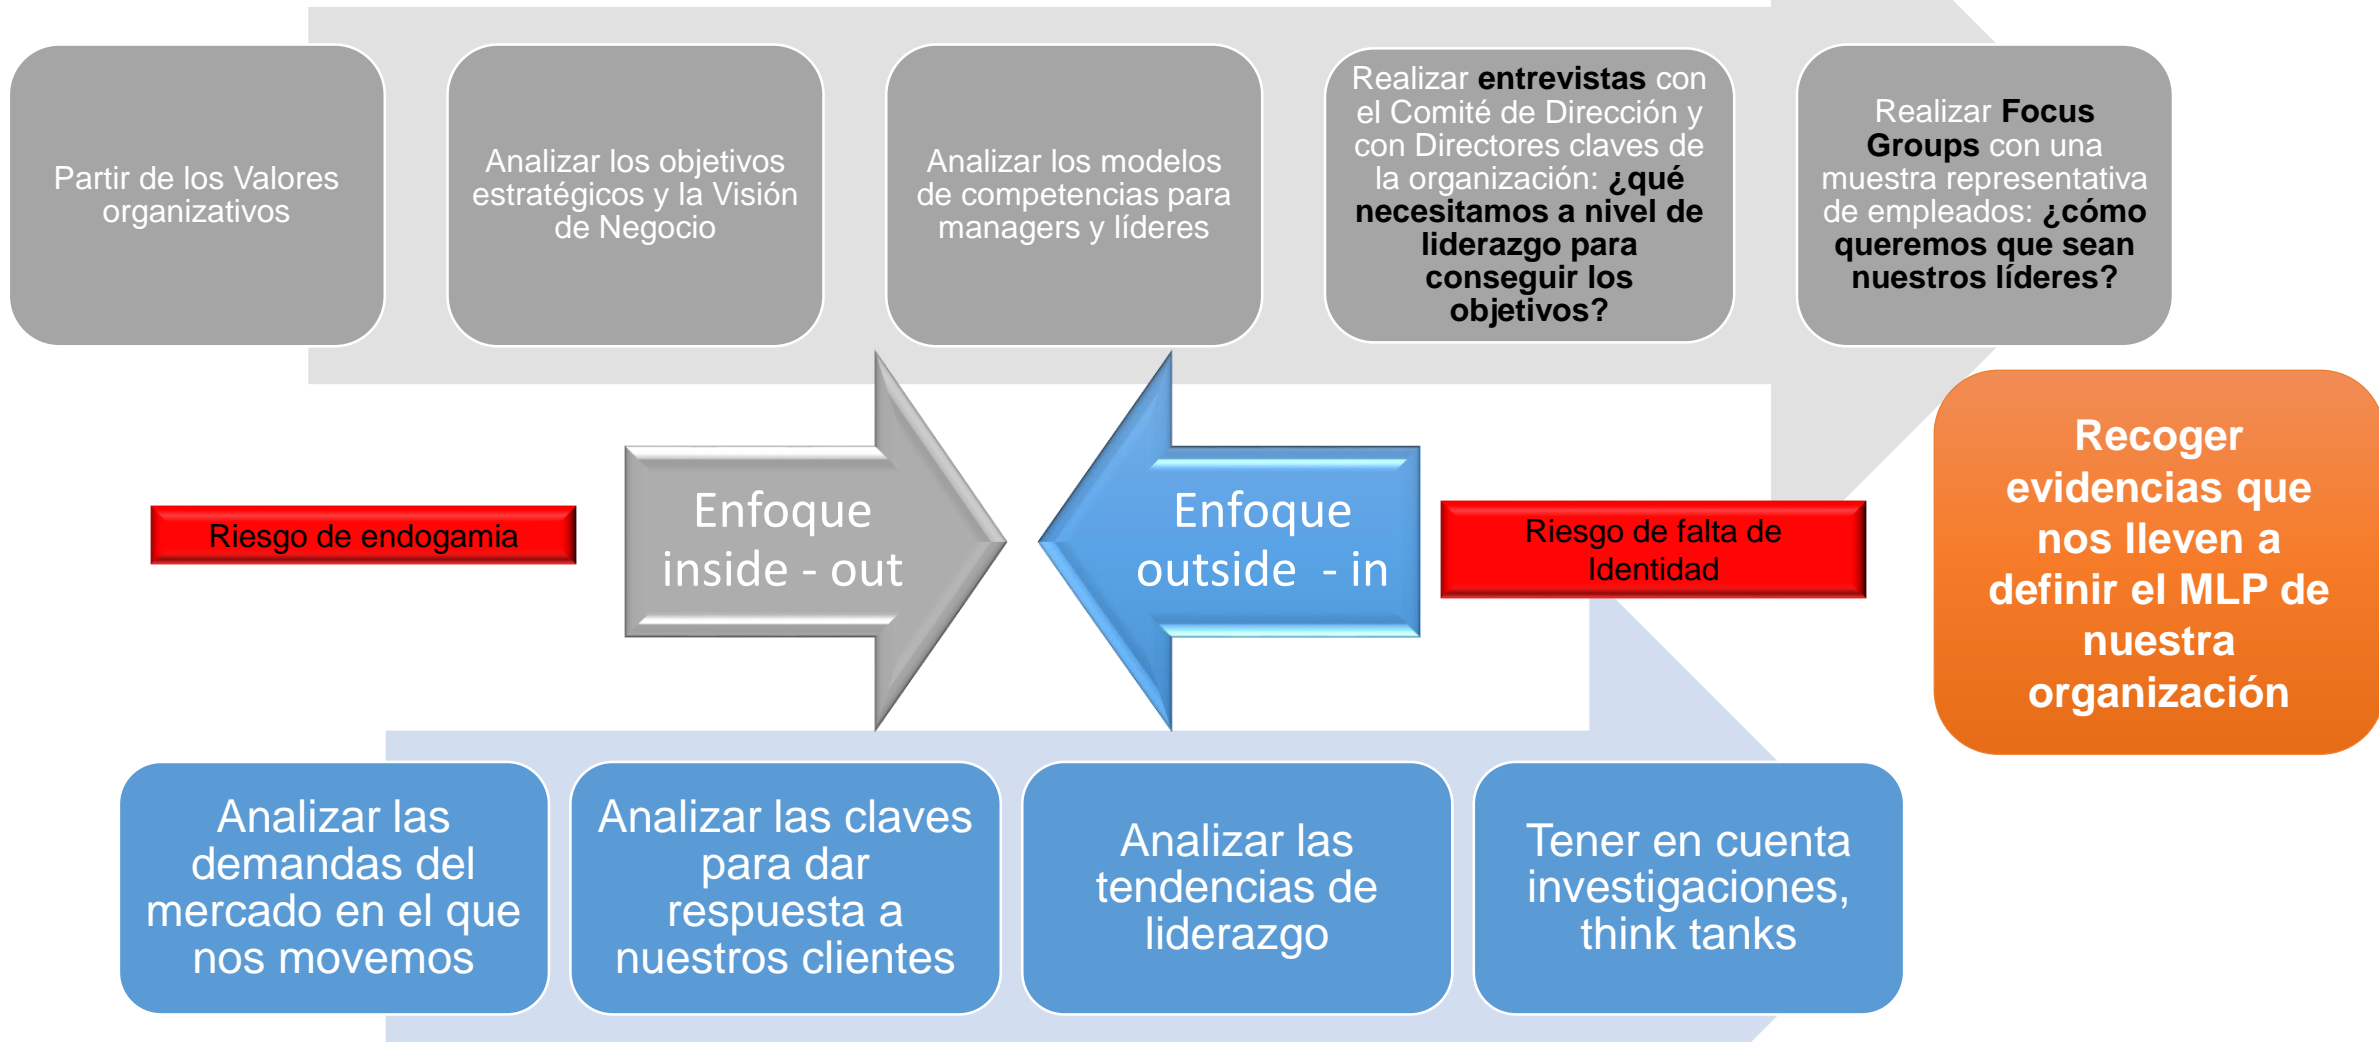 Partir de los Valores
organizativos
Analizar los objetivos
estratégicos y la Visión
de Negocio
Analizar los modelos
de competencias para
managers y líderes
Realizar entrevistas con
el Comité de Dirección y
con Directores claves de
la organización: ¿qué
necesitamos a nivel de
liderazgo para
conseguir los
objetivos?
Realizar Focus
Groups con una
muestra representativa
de empleados: ¿cómo
queremos que sean
nuestros líderes?
Riesgo de endogamia
Enfoque
inside - out
Enfoque
outside - in
Riesgo de falta de
Identidad
Recoger
evidencias que
nos lleven a
definir el MLP de
nuestra
organización
Analizar las
demandas del
mercado en el que
nos movemos
Analizar las claves
para dar
respuesta a
nuestros clientes
Analizar las
tendencias de
liderazgo
Tener en cuenta
investigaciones,
think tanks